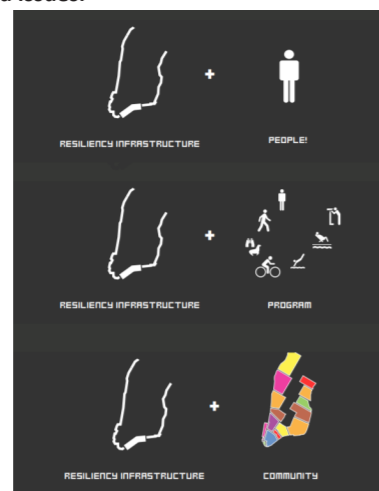 +
RESILIENCY INFRASTRUCTURE PEOPLE!
+
RESILIENCY INFRASTRUCTURE PROGRAM
+
RESILIENCY INFRASTRUCTURE COMMUNITY